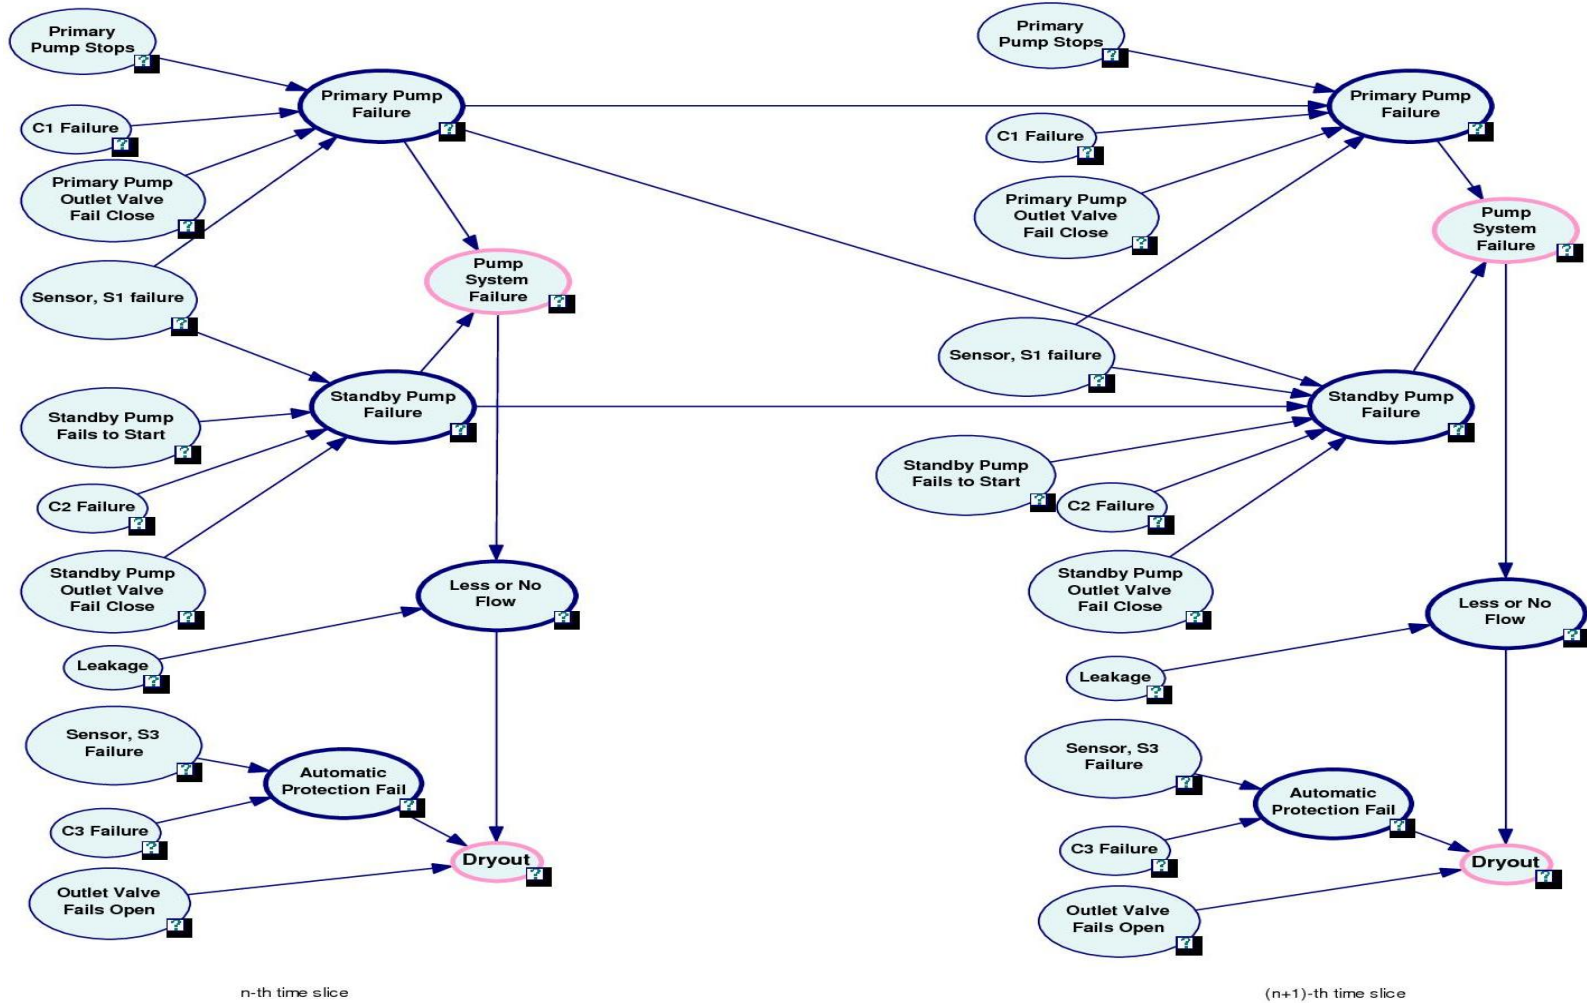 Primary
Pump Stops
?
Primary Pump
Failure
?
C1 Failure
?
Primary Pump
Outlet Valve
Fail Close
?
Sensor, S1 failure
?
Pump
System
Failure
?
Standby Pump
Failure
?
Standby Pump
Fails to Start
?
C2 Failure
?
Standby Pump
Outlet Valve
Fail Close
?
Less or No
Flow
?
Leakage
?
Sensor, S3
Failure
?
Automatic
Protection Fail
?
C3 Failure
?
Dryout
?
Outlet Valve
Fails Open
?
n-th time slice
Primary
Pump Stops
?
Primary Pump
Failure
?
C1 Failure
?
Primary Pump
Outlet Valve
Fail Close
?
Pump
System
Failure
?
Sensor, S1 failure
?
Standby Pump
Failure
?
Standby Pump
Fails to Start
?
C2 Failure
?
Standby Pump
Outlet Valve
Fail Close
?
Less or No
Flow
?
Leakage
?
Sensor, S3
Failure
?
Automatic
Protection Fail
?
C3 Failure
?
Dryout
?
Outlet Valve
Fails Open
?
(n+1)-th time slice